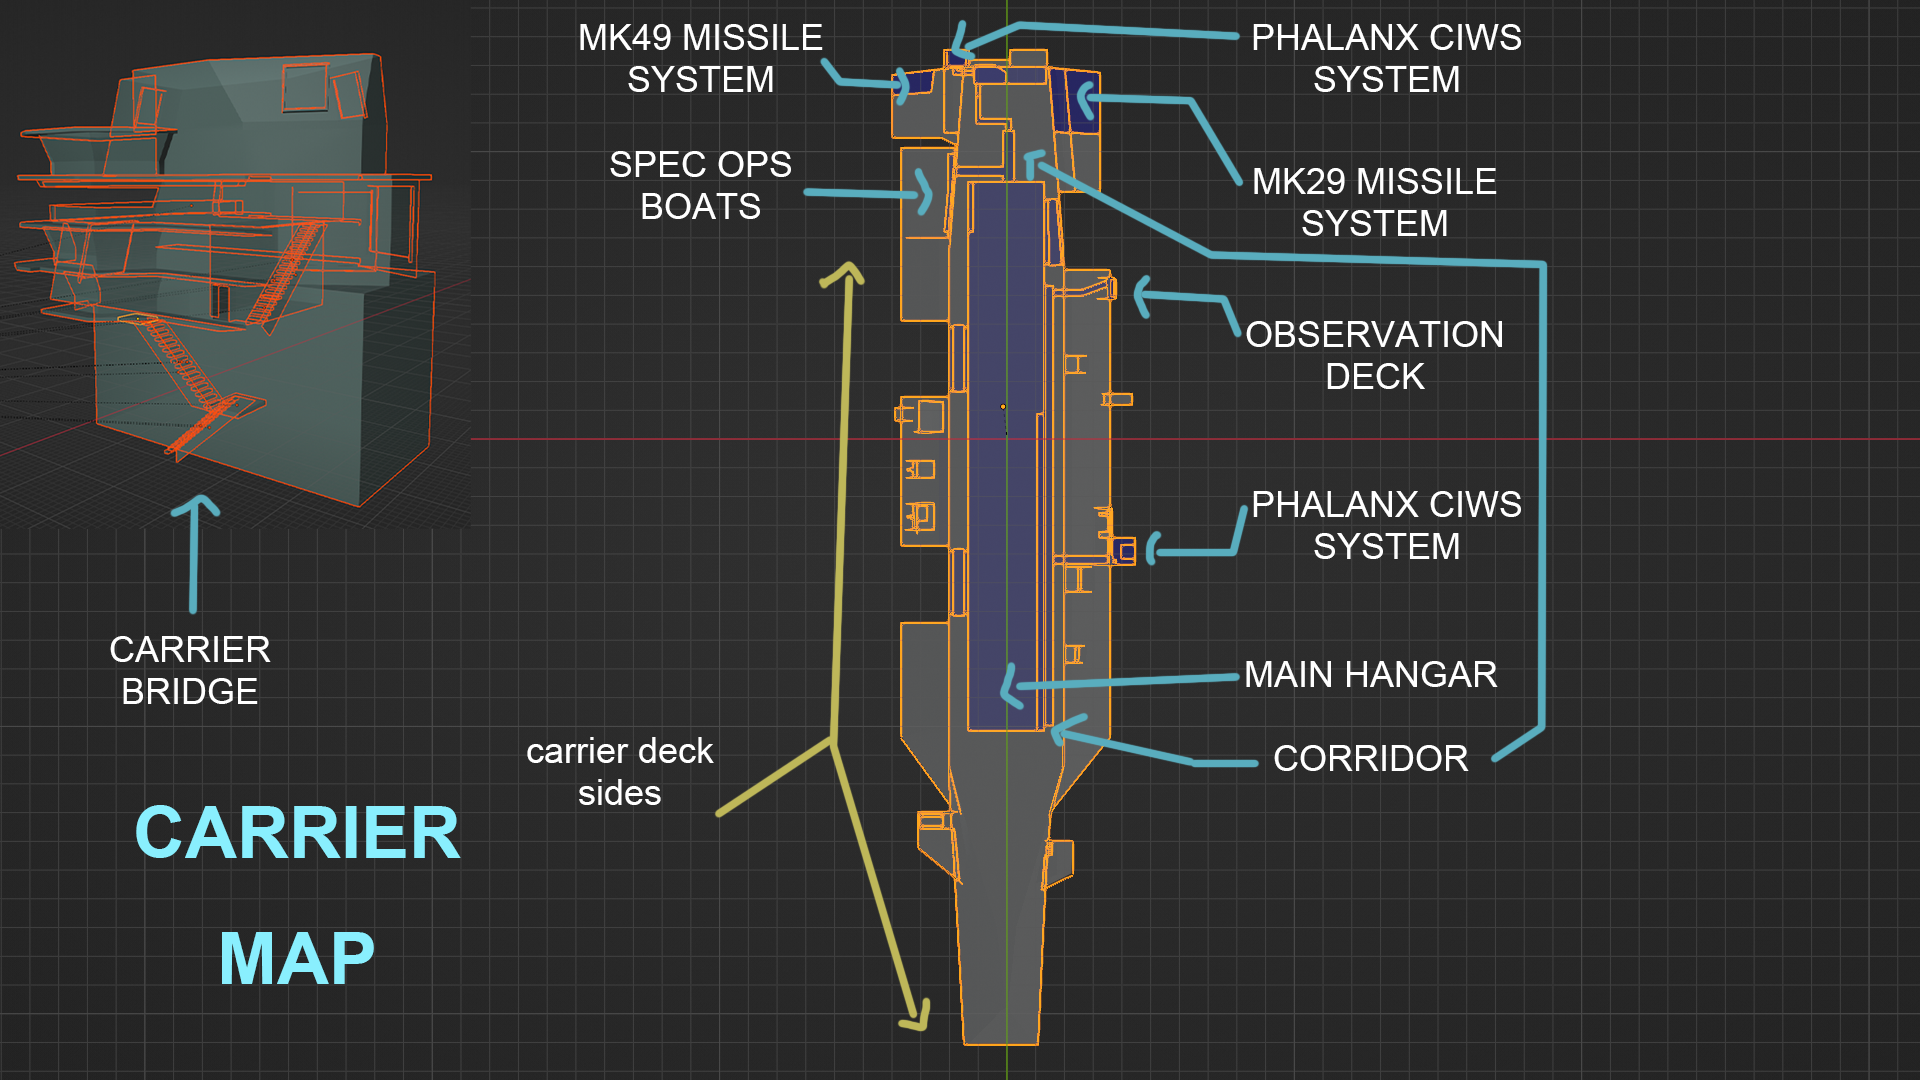 MK49 MISSILE
SYSTEM
PHALANX CIWS
SYSTEM
SPEC OPS
BOATS
MK29 MISSILE
SYSTEM
OBSERVATION
DECK
PHALANX CIWS
SYSTEM
CARRIER
BRIDGE
MAIN HANGAR
carrier deck
sides
CORRIDOR
CARRIER
MAP